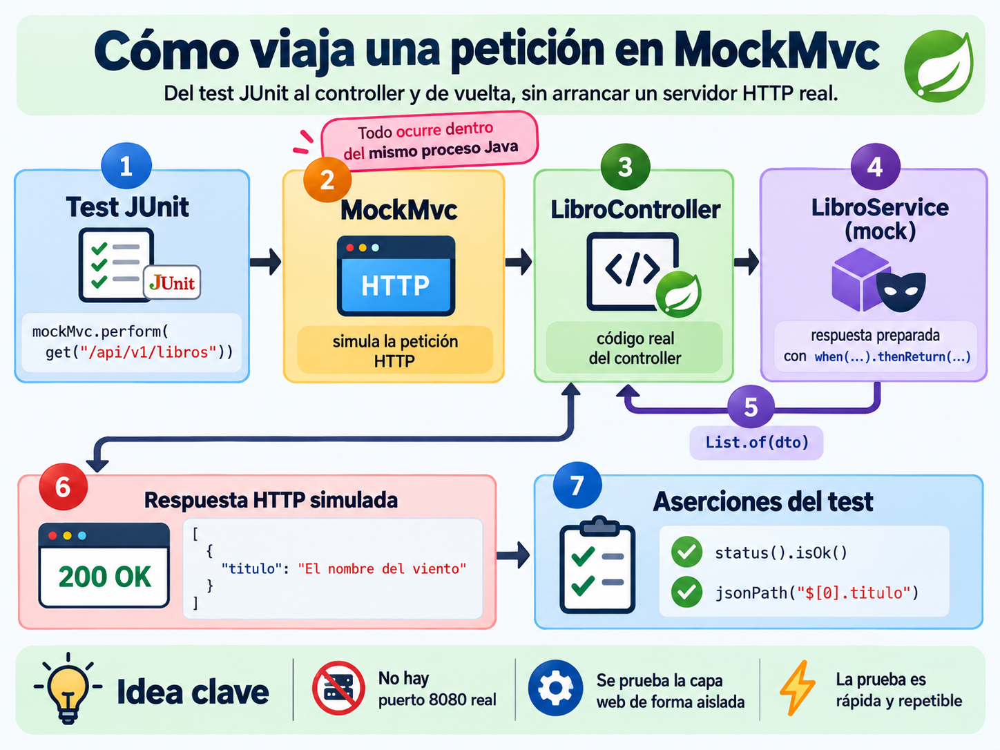 Cómo viaja una petición en MockMvc
Del test JUnit al controller y de vuelta, sin arrancar un servidor HTTP real.
Todo ocurre dentro
del mismo proceso Java
1
Test JUnit
JUnit
mockMvc.perform(
get("/api/v1/libros"))
2
MockMvc
HTTP
simula la petición
HTTP
3
LibroController
</>
código real
del controller
4
LibroService
(mock)
respuesta preparada
con when(...).thenReturn(...)
5
List.of(dto)
6
Respuesta HTTP simulada
200 OK
[
{
"titulo": "El nombre del viento"
}
]
7
Aserciones del test
status().isOk()
jsonPath("$[0].titulo")
Idea clave
No hay
puerto 8080 real
Se prueba la capa
web de forma aislada
La prueba es
rápida y repetible